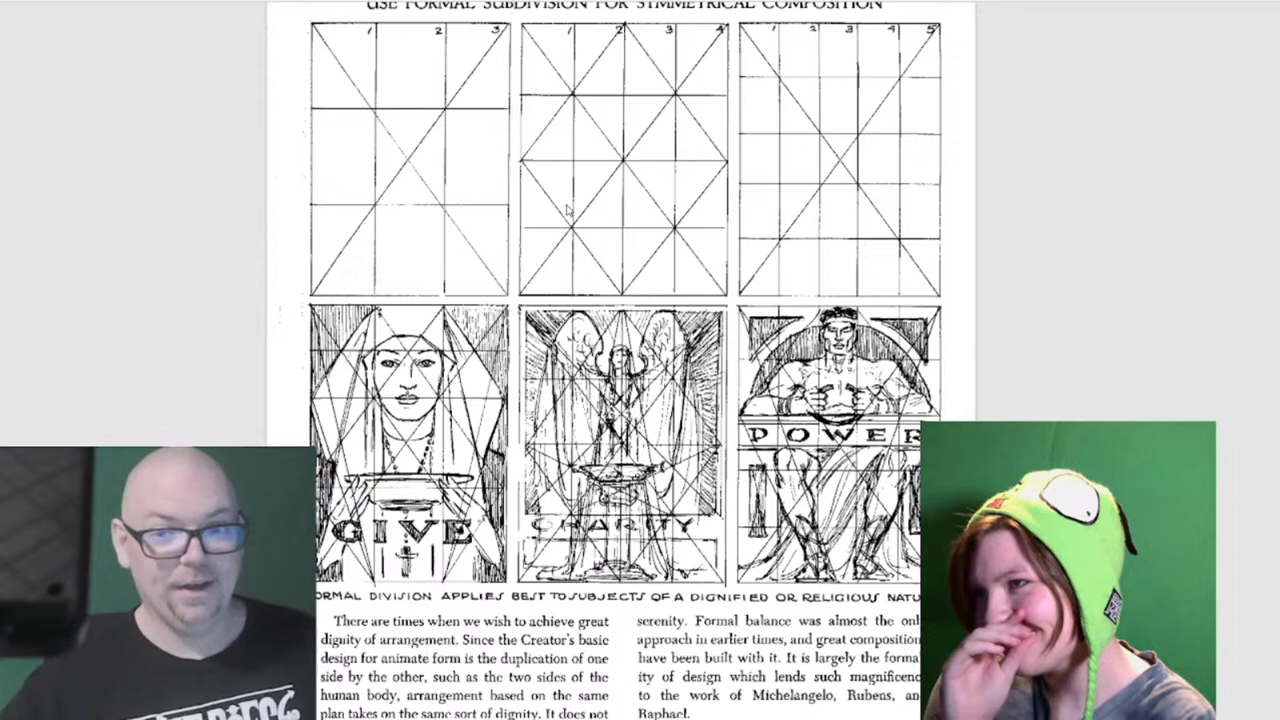 USE FORMAL SUBDIVISION FOR SYMMETRICAL COMPOSITION
1 2 3
1 2 3 4
1 2 3 4 5
GIVE
CHARITY
POWER
FORMAL DIVISION APPLIES BEST TO SUBJECTS OF A DIGNIFIED OR RELIGIOUS
There are times when we wish to achieve great
dignity of arrangement. Since the Creator's basic
design for animate form is the duplication of one
side by the other, such as the two sides of the
human body, arrangement based on the same
plan takes on the same sort of dignity. It does not
serenity. Formal balance was almost the
approach in earlier times, and great composition
have been built with it. It is largely the
ity of design which lends such
to the work of Michelangelo, Rubens,
Raphael.